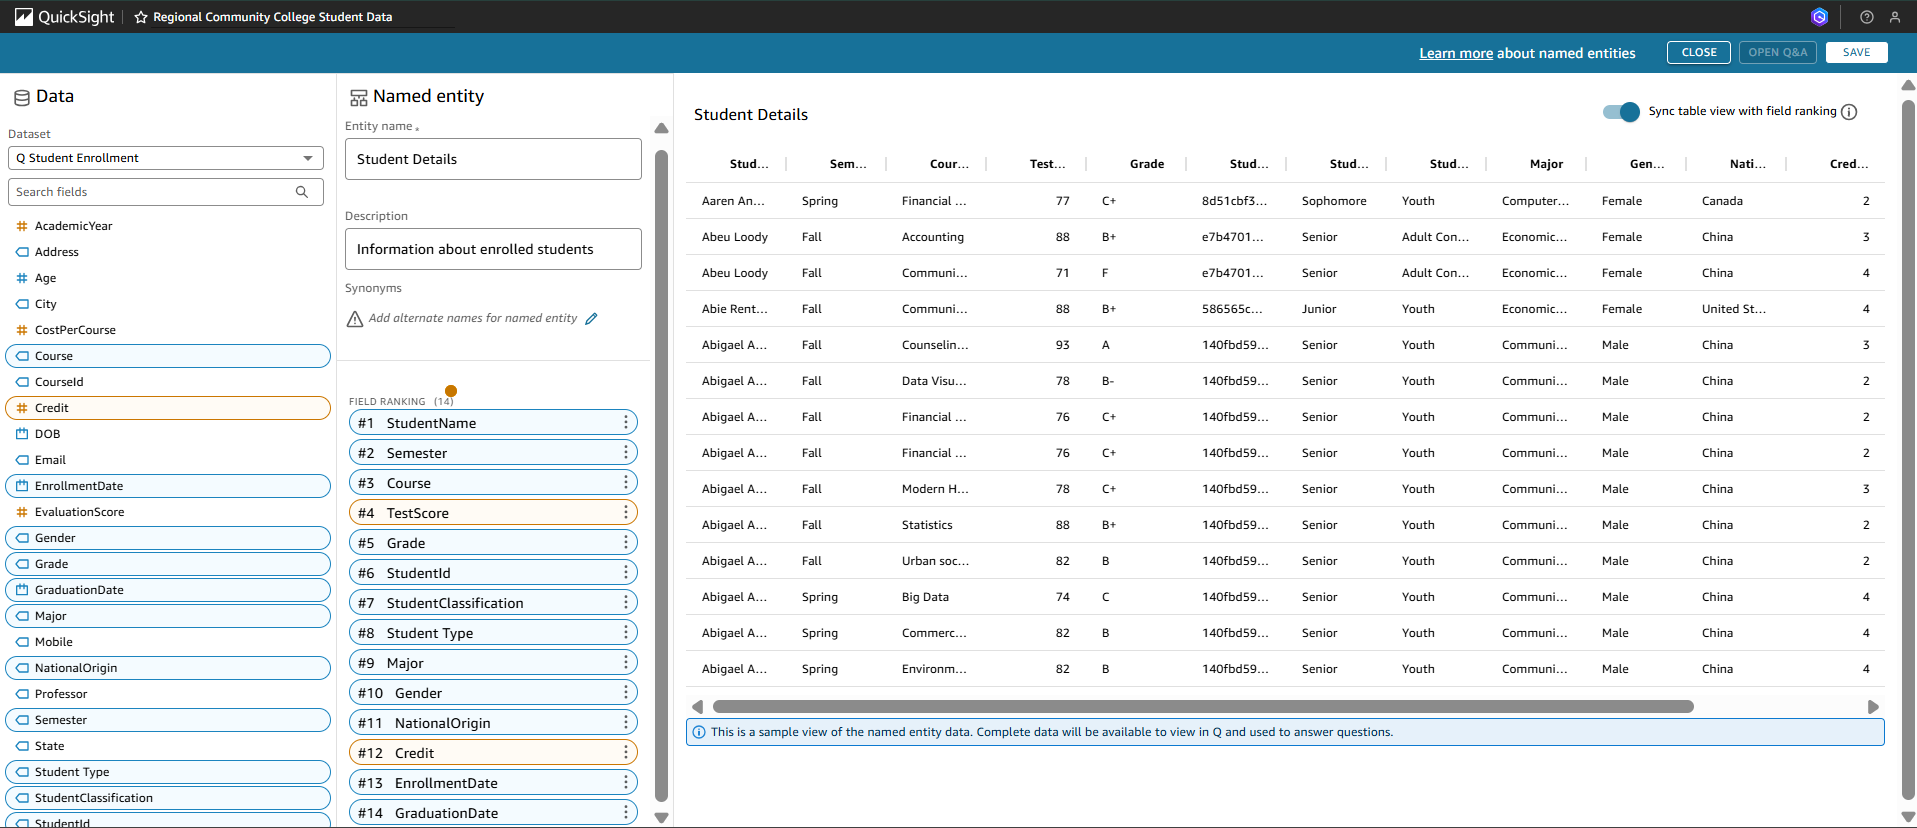 QuickSight Regional Community College Student Data
Learn more about named entities CLOSE OPEN Q&A SAVE
Data
Dataset
Q Student Enrollment
Search fields
AcademicYear
Address
Age
City
CostPerCourse
Course
CourseId
Credit
DOB
Email
EnrollmentDate
EvaluationScore
Gender
Grade
GraduationDate
Major
Mobile
NationalOrigin
Professor
Semester
State
Student Type
StudentClassification
StudentId
Named entity
Entity name *
Student Details
Description
Information about enrolled students
Synonyms
Add alternate names for named entity
FIELD RANKING (14)
#1 StudentName
#2 Semester
#3 Course
#4 TestScore
#5 Grade
#6 StudentId
#7 StudentClassification
#8 Student Type
#9 Major
#10 Gender
#11 NationalOrigin
#12 Credit
#13 EnrollmentDate
#14 GraduationDate
Student Details
Sync table view with field ranking
Stud... Sem... Cour... Test... Grade Stud... Stud... Stud... Major Gen... Nati... Cred...
Aaren An... Spring Financial ... 77 C+ 8d51cbf3... Sophomore Youth Computer... Female Canada 2
Abeu Loody Fall Accounting 88 B+ e7b4701... Senior Adult Con... Economic... Female China 3
Abeu Loody Fall Communi... 71 F e7b4701... Senior Adult Con... Economic... Female China 4
Abie Rent... Fall Communi... 88 B+ 586565c... Junior Youth Economic... Female United St... 4
Abigael A... Fall Counselin... 93 A 140fbd59... Senior Youth Communi... Male China 3
Abigael A... Fall Data Visu... 78 B- 140fbd59... Senior Youth Communi... Male China 2
Abigael A... Fall Financial ... 76 C+ 140fbd59... Senior Youth Communi... Male China 2
Abigael A... Fall Financial ... 76 C+ 140fbd59... Senior Youth Communi... Male China 2
Abigael A... Fall Modern H... 78 C+ 140fbd59... Senior Youth Communi... Male China 3
Abigael A... Fall Statistics 88 B+ 140fbd59... Senior Youth Communi... Male China 2
Abigael A... Fall Urban soc... 82 B 140fbd59... Senior Youth Communi... Male China 2
Abigael A... Spring Big Data 74 C 140fbd59... Senior Youth Communi... Male China 4
Abigael A... Spring Commerc... 82 B 140fbd59... Senior Youth Communi... Male China 4
Abigael A... Spring Environm... 82 B 140fbd59... Senior Youth Communi... Male China 4
This is a sample view of the named entity data. Complete data will be available to view in Q and used to answer questions.